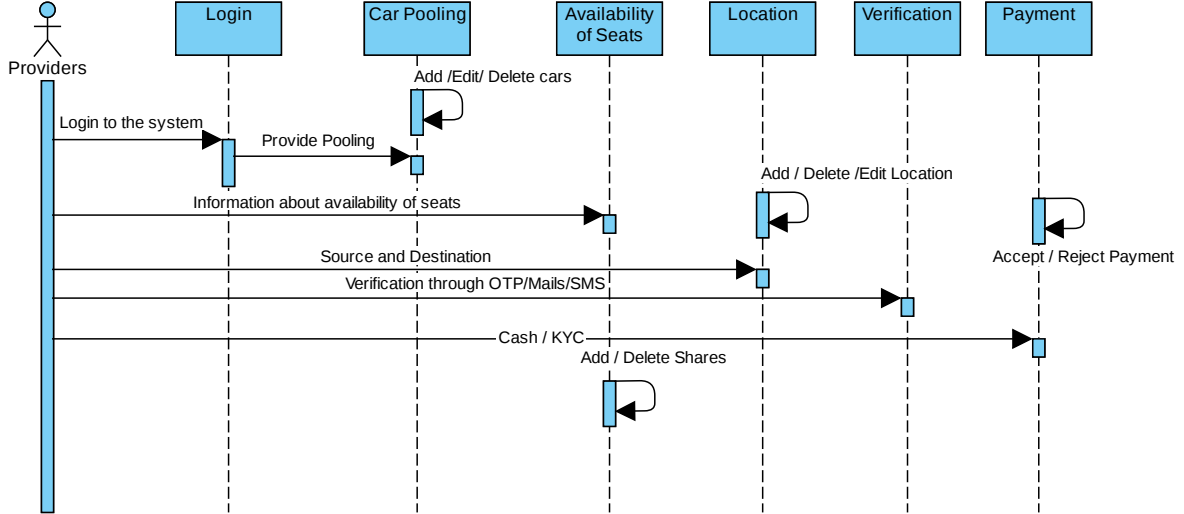 Login
Car Pooling
Availability
of Seats
Location
Verification
Payment
Providers
Add /Edit/ Delete cars
Login to the system
Provide Pooling
Add / Delete /Edit Location
Information about availability of seats
Source and Destination
Accept / Reject Payment
Verification through OTP/Mails/SMS
Cash / KYC
Add / Delete Shares